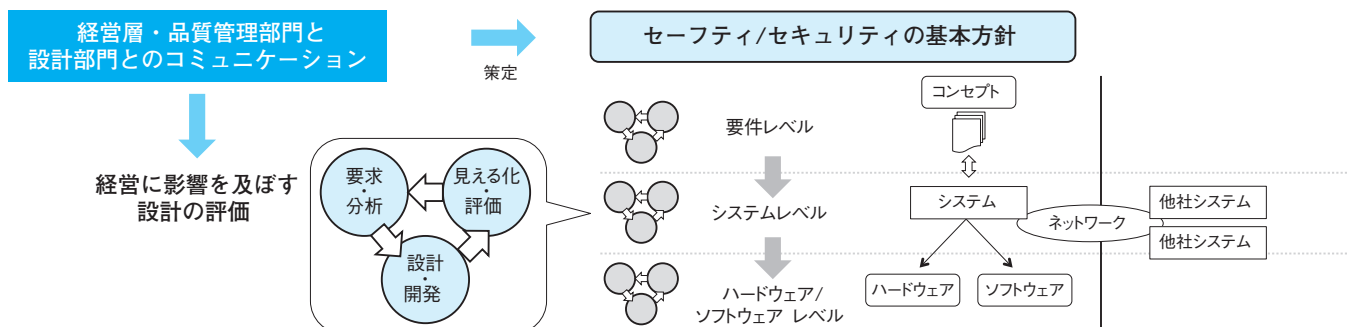 経営層・品質管理部門と
設計部門とのコミュニケーション
策定
セーフティ/セキュリティの基本方針
経営に影響を及ぼす
設計の評価
要求
・
分析
見える化
・
評価
設計
・
開発
要件レベル
システムレベル
ハードウェア/
ソフトウェア レベル
コンセプト
システム
ネットワーク
他社システム
他社システム
ハードウェア
ソフトウェア